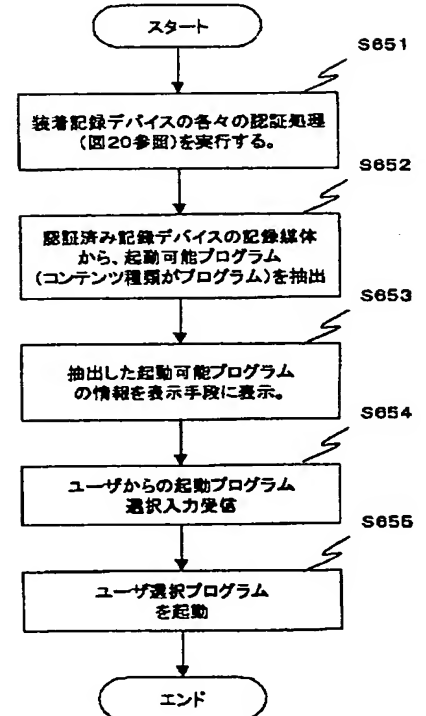 スタート
S651
装着記録デバイスの各々の認証処理
(図20参照)を実行する。
S652
認証済み記録デバイスの記録媒体
から、起動可能プログラム
(コンテンツ種類がプログラム)を抽出
S653
抽出した起動可能プログラム
の情報を表示手段に表示。
S654
ユーザからの起動プログラム
選択入力受信
S655
ユーザ選択プログラム
を起動
エンド